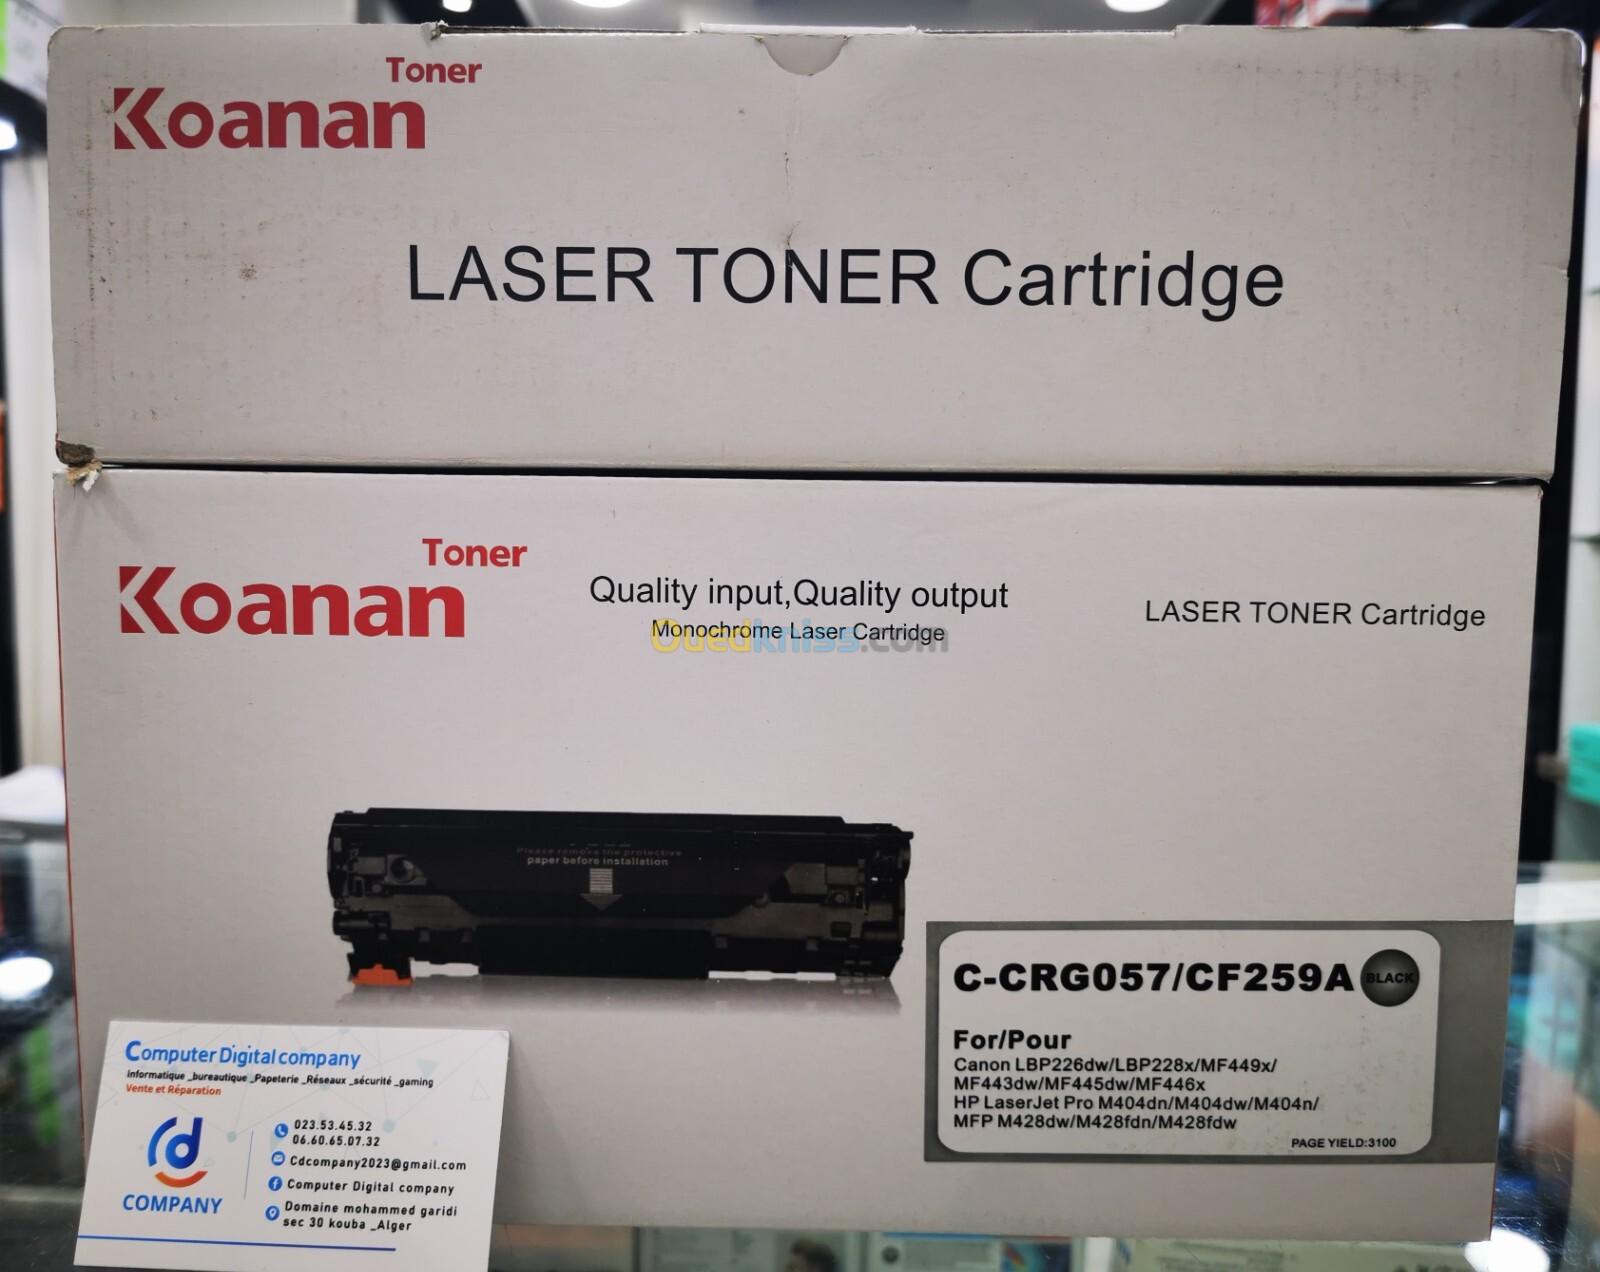 Toner
Koanan
LASER TONER Cartridge
Toner
Koanan
Quality input,Quality output
Monochrome Laser Cartridge
LASER TONER Cartridge
Ouedkniss.com
Please remove the protective
paper before installation
C-CRG057/CF259A BLACK
For/Pour
Canon LBP226dw/LBP228x/MF449x/
MF443dw/MF445dw/MF446x
HP LaserJet Pro M404dn/M404dw/M404n/
MFP M428dw/M428fdn/M428fdw
PAGE YIELD:3100
Computer Digital company
informatique _bureautique _Papeterie _Réseaux _sécurité _gaming
Vente et Réparation
cd
COMPANY
023.53.45.32
06.60.65.07.32
Cdcompany2023@gmail.com
Computer Digital company
Domaine mohammed garidi
sec 30 kouba _Alger